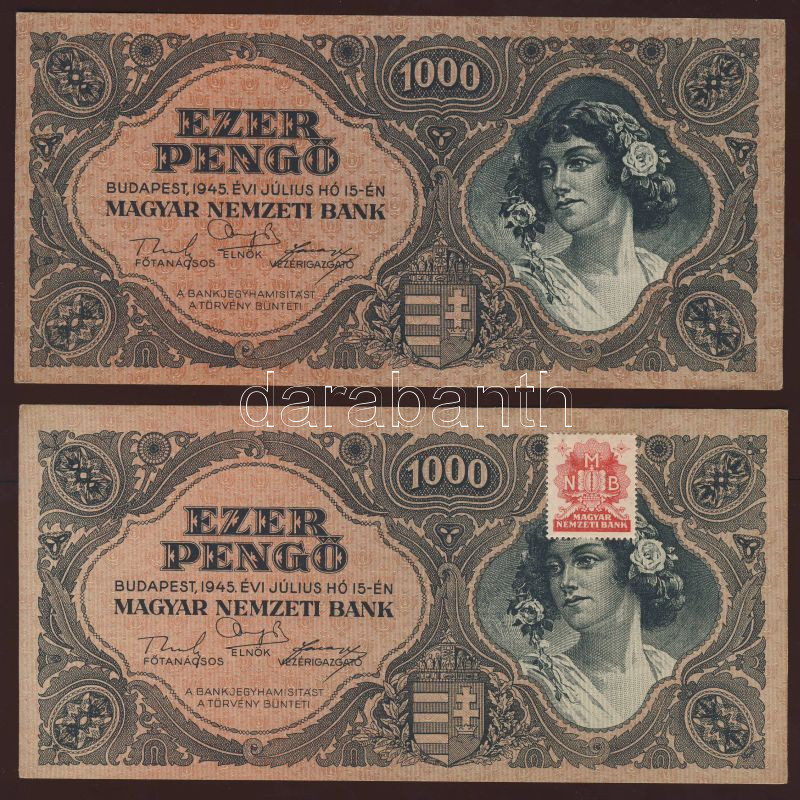 1000
EZER
PENGŐ
BUDAPEST, 1945. ÉVI JÚLIUS HÓ 15-ÉN
MAGYAR NEMZETI BANK
FŐTANÁCSOS
ELNÖK
VEZÉRIGAZGATÓ
A BANKJEGYHAMISITÁST
A TÖRVÉNY BÜNTETI
darabanth
1000
M
N B
MAGYAR
NEMZETI BANK
EZER
PENGŐ
BUDAPEST, 1945. ÉVI JÚLIUS HÓ 15-ÉN
MAGYAR NEMZETI BANK
FŐTANÁCSOS
ELNÖK
VEZÉRIGAZGATÓ
A BANKJEGYHAMISITÁST
A TÖRVÉNY BÜNTETI